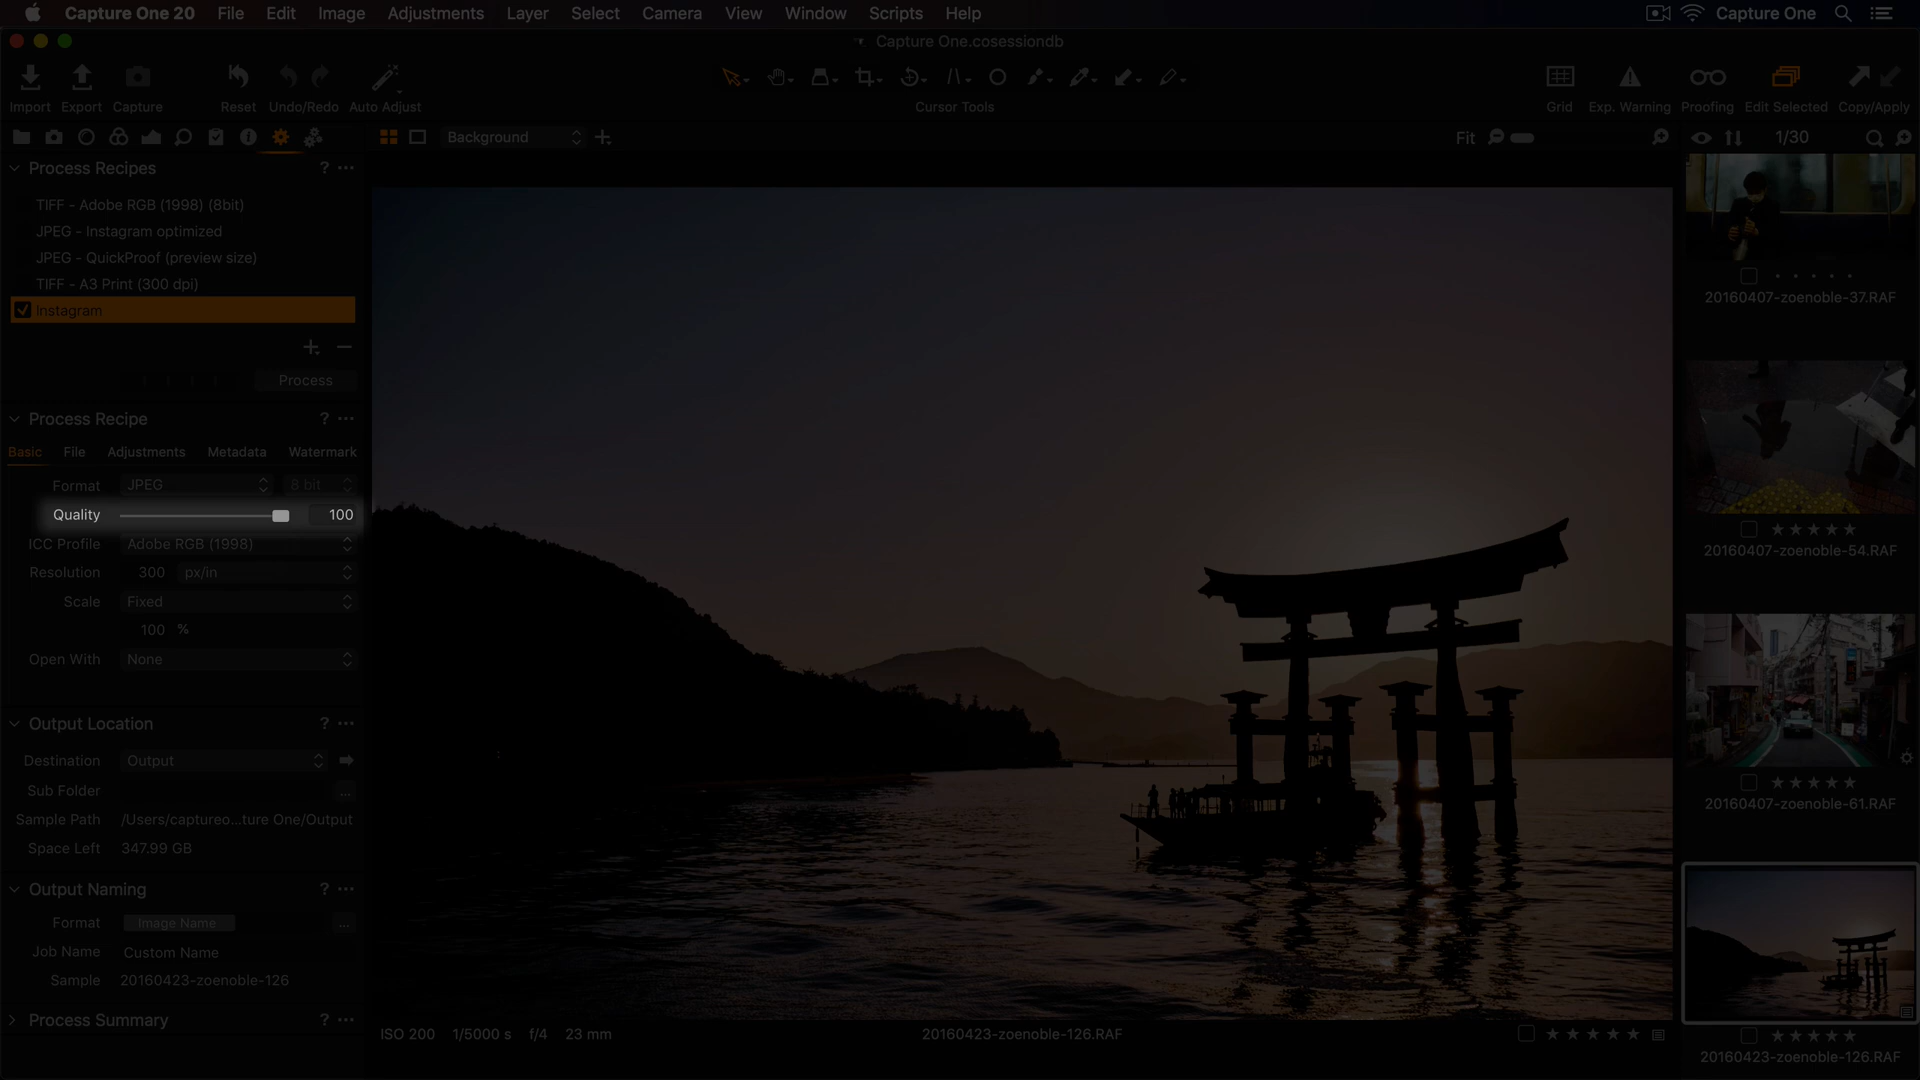 Capture One 20 File Edit Image Adjustments Layer Select Camera View Window Scripts Help Capture One
Capture One.cosessiondb
Import Export Capture Reset Undo/Redo Auto Adjust Cursor Tools Grid Exp. Warning Proofing Edit Selected Copy/Apply
Background Fit 1/30
Process Recipes ? ...
TIFF - Adobe RGB (1998) (8bit)
JPEG - Instagram optimized
JPEG - QuickProof (preview size)
TIFF - A3 Print (300 dpi)
Instagram
Process
Process Recipe ? ...
Basic File Adjustments Metadata Watermark
Format JPEG 8 bit
Quality 100
ICC Profile Adobe RGB (1998)
Resolution 300 px/in
Scale Fixed
100 %
Open With None
Output Location ? ...
Destination Output
Sub Folder ...
Sample Path /Users/captureo...ture One/Output
Space Left 347.99 GB
Output Naming ? ...
Format Image Name ...
Job Name Custom Name
Sample 20160423-zoenoble-126
Process Summary ? ...
ISO 200 1/5000 s f/4 23 mm 20160423-zoenoble-126.RAF
20160407-zoenoble-37.RAF
20160407-zoenoble-54.RAF
20160407-zoenoble-61.RAF
20160423-zoenoble-126.RAF